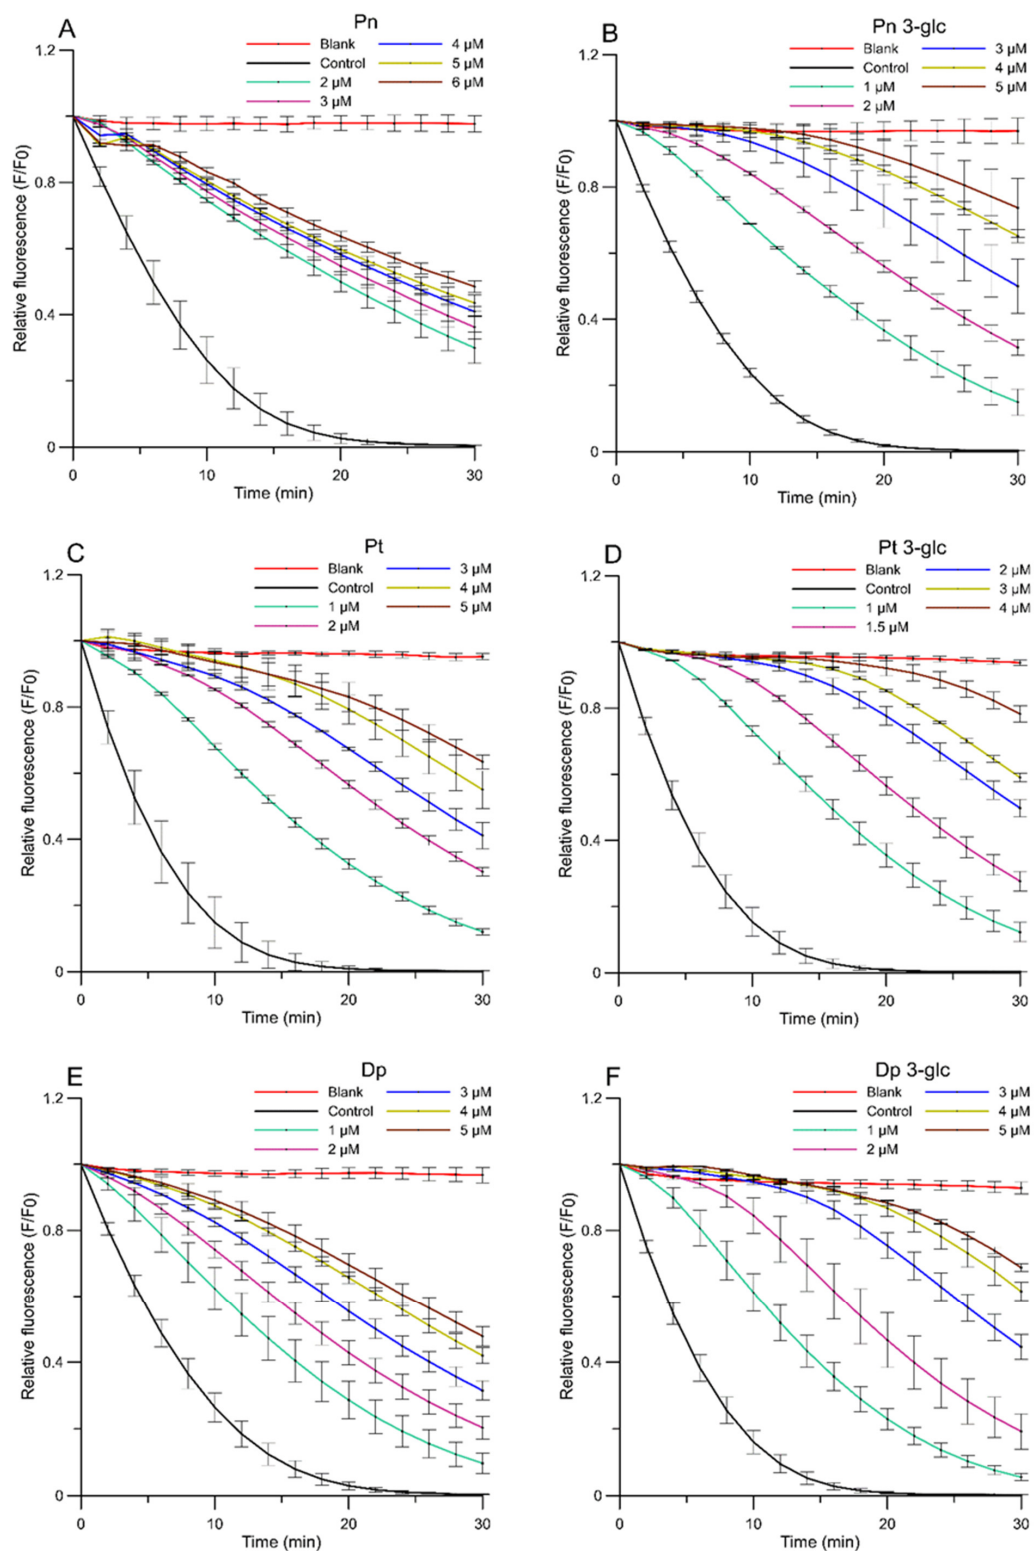 A
Pn
Blank
Control
2 µM
3 µM
4 µM
5 µM
6 µM
1.2
0.8
0.4
0
Relative fluorescence (F/F0)
0
10
20
30
Time (min)
B
Pn 3-glc
Blank
Control
1 µM
2 µM
3 µM
4 µM
5 µM
1.2
0.8
0.4
0
Relative fluorescence (F/F0)
0
10
20
30
Time (min)
C
Pt
Blank
Control
1 µM
2 µM
3 µM
4 µM
5 µM
1.2
0.8
0.4
0
Relative fluorescence (F/F0)
0
10
20
30
Time (min)
D
Pt 3-glc
Blank
Control
1 µM
1.5 µM
2 µM
3 µM
4 µM
1.2
0.8
0.4
0
Relative fluorescence (F/F0)
0
10
20
30
Time (min)
E
Dp
Blank
Control
1 µM
2 µM
3 µM
4 µM
5 µM
1.2
0.8
0.4
0
Relative fluorescence (F/F0)
0
10
20
30
Time (min)
F
Dp 3-glc
Blank
Control
1 µM
2 µM
3 µM
4 µM
5 µM
1.2
0.8
0.4
0
Relative fluorescence (F/F0)
0
10
20
30
Time (min)